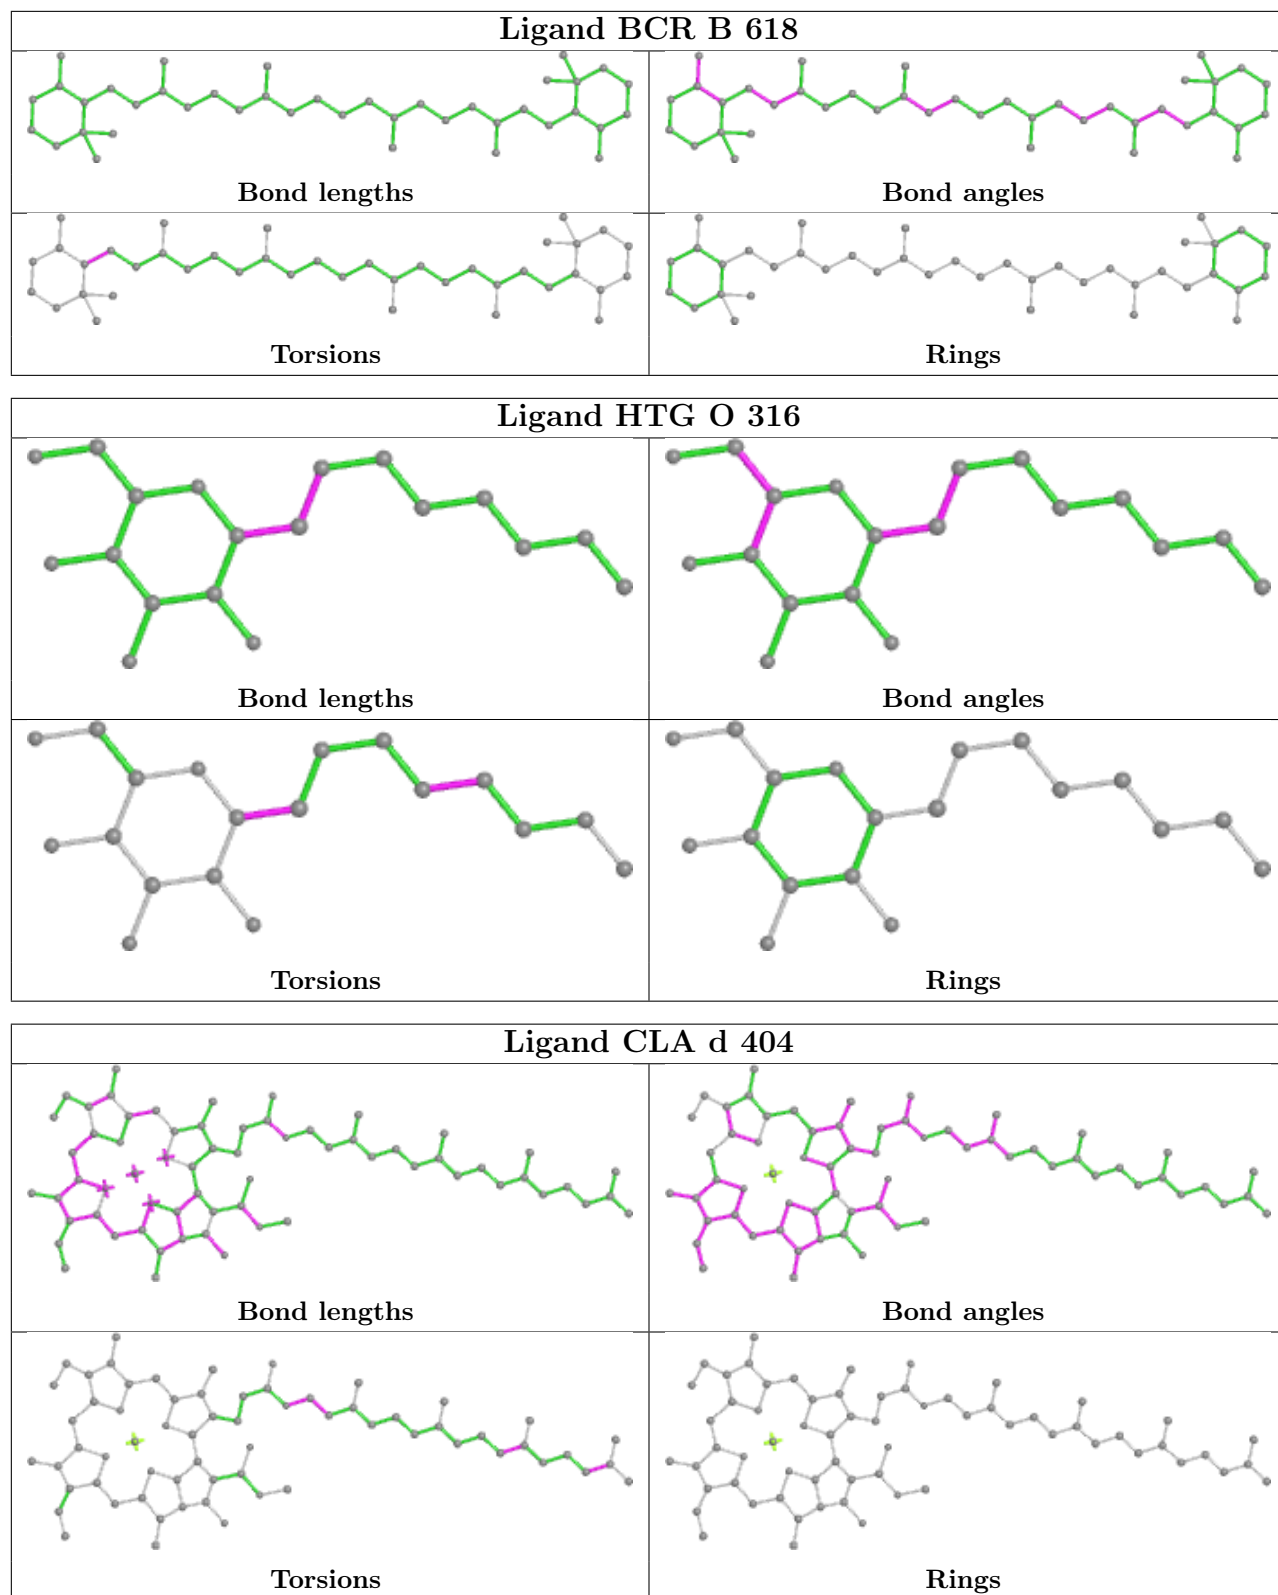 Ligand BCR B 618
Bond lengths
Bond angles
Torsions
Rings
Ligand HTG O 316
Bond lengths
Bond angles
Torsions
Rings
Ligand CLA d 404
Bond lengths
Bond angles
Torsions
Rings